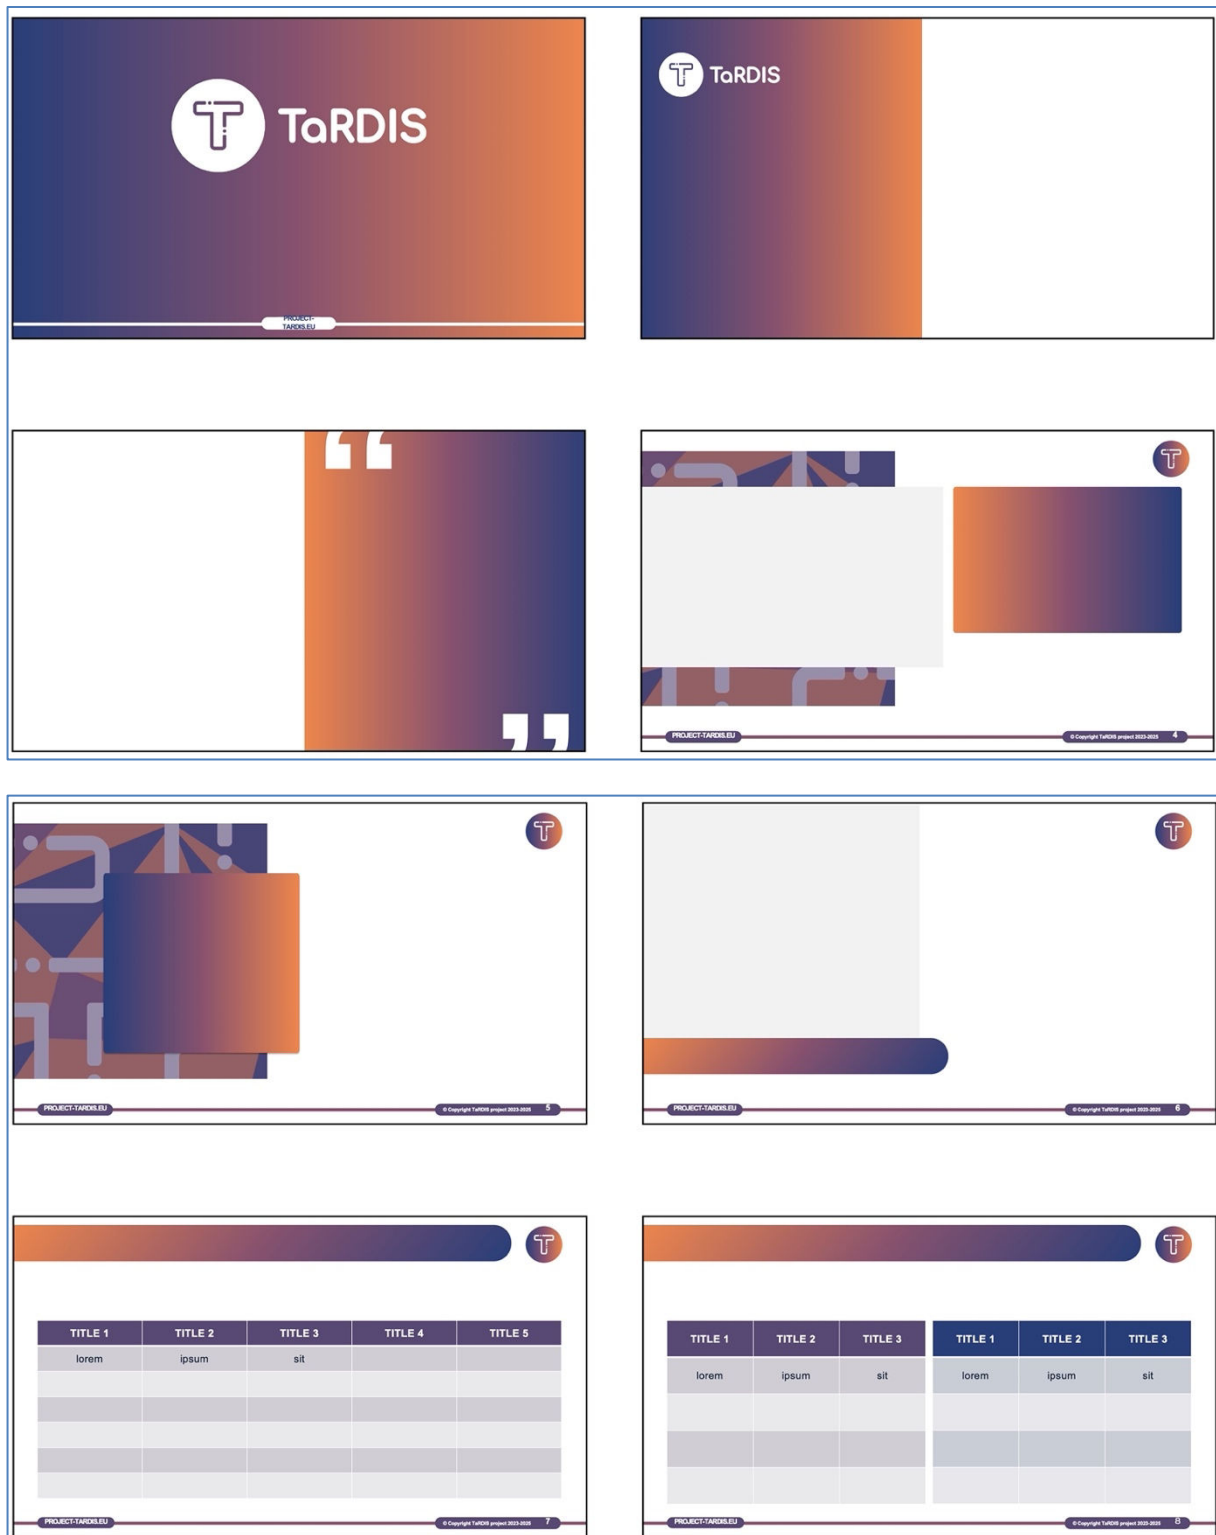 TaRDIS
PROJECT-
TARDIS.EU
TaRDIS
PROJECT-TARDIS.EU
© Copyright TaRDIS project 2023-2025 4
PROJECT-TARDIS.EU
© Copyright TaRDIS project 2023-2025 5
PROJECT-TARDIS.EU
© Copyright TaRDIS project 2023-2025 6
TITLE 1 TITLE 2 TITLE 3 TITLE 4 TITLE 5
lorem ipsum sit
PROJECT-TARDIS.EU
© Copyright TaRDIS project 2023-2025 7
TITLE 1 TITLE 2 TITLE 3 TITLE 1 TITLE 2 TITLE 3
lorem ipsum sit lorem ipsum sit
PROJECT-TARDIS.EU
© Copyright TaRDIS project 2023-2025 8